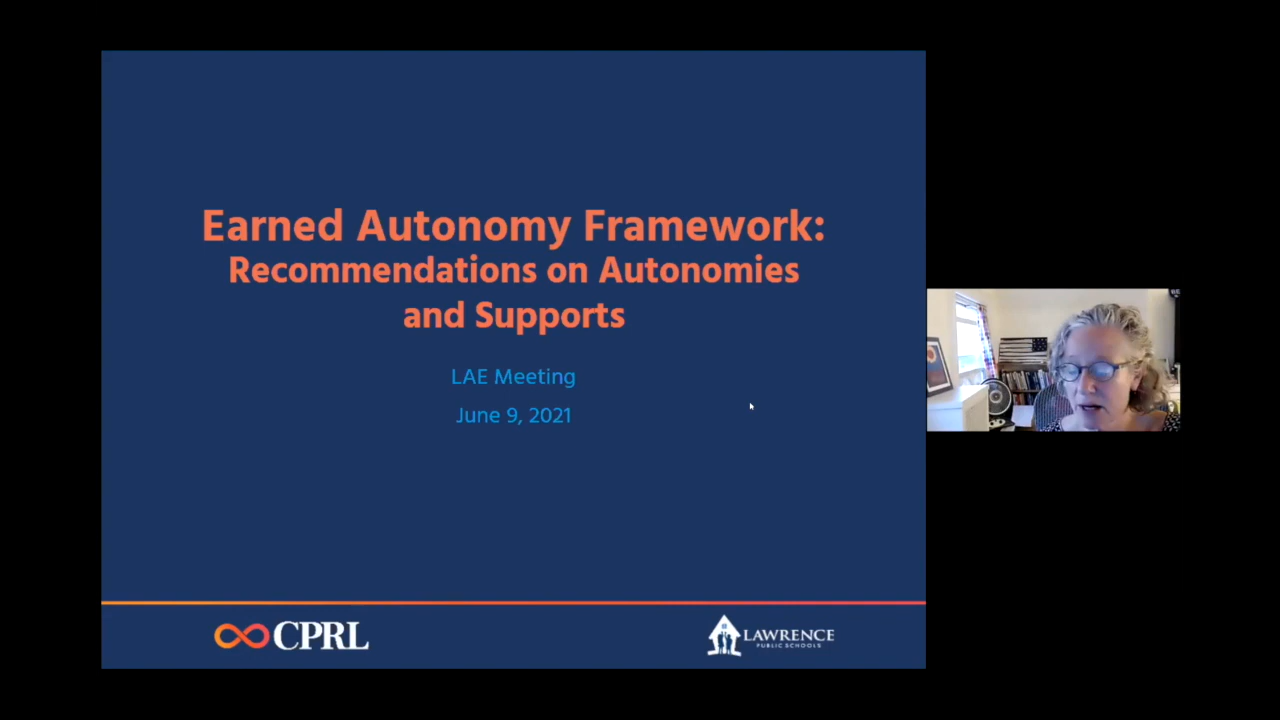 Earned Autonomy Framework:
Recommendations on Autonomies
and Supports
LAE Meeting
June 9, 2021
CPRL
LAWRENCE
PUBLIC SCHOOLS